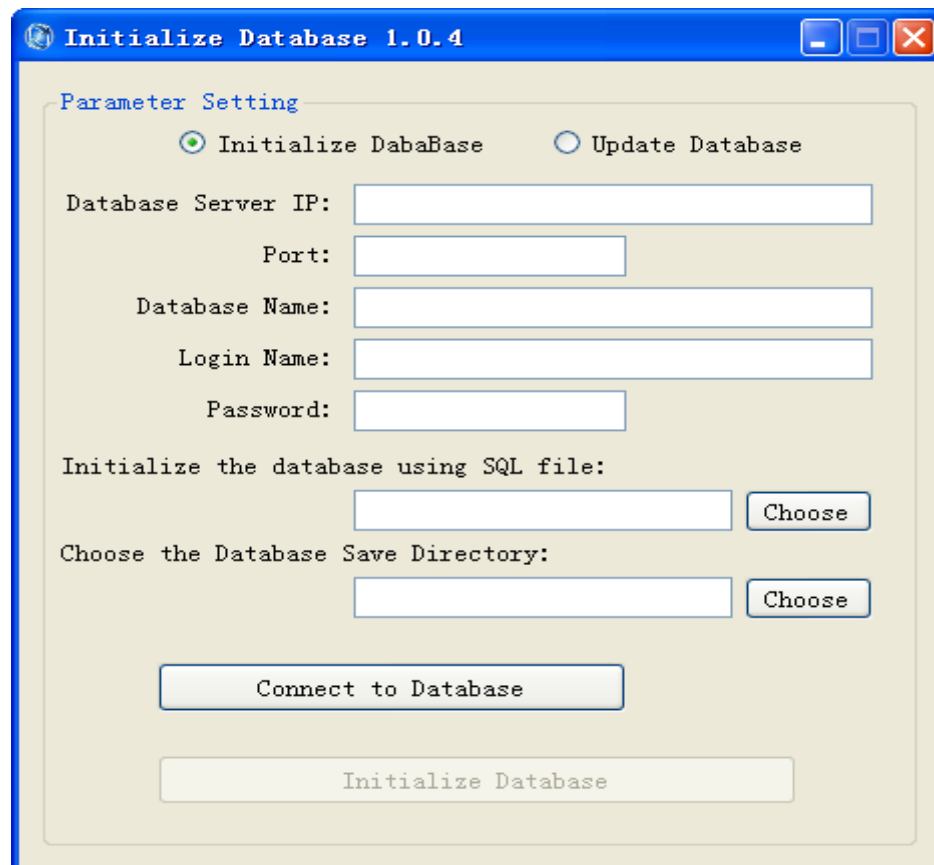 Initialize Database 1.0.4
Parameter Setting
Initialize DabaBase Update Database
Database Server IP:
Port:
Database Name:
Login Name:
Password:
Initialize the database using SQL file:
Choose
Choose the Database Save Directory:
Choose
Connect to Database
Initialize Database